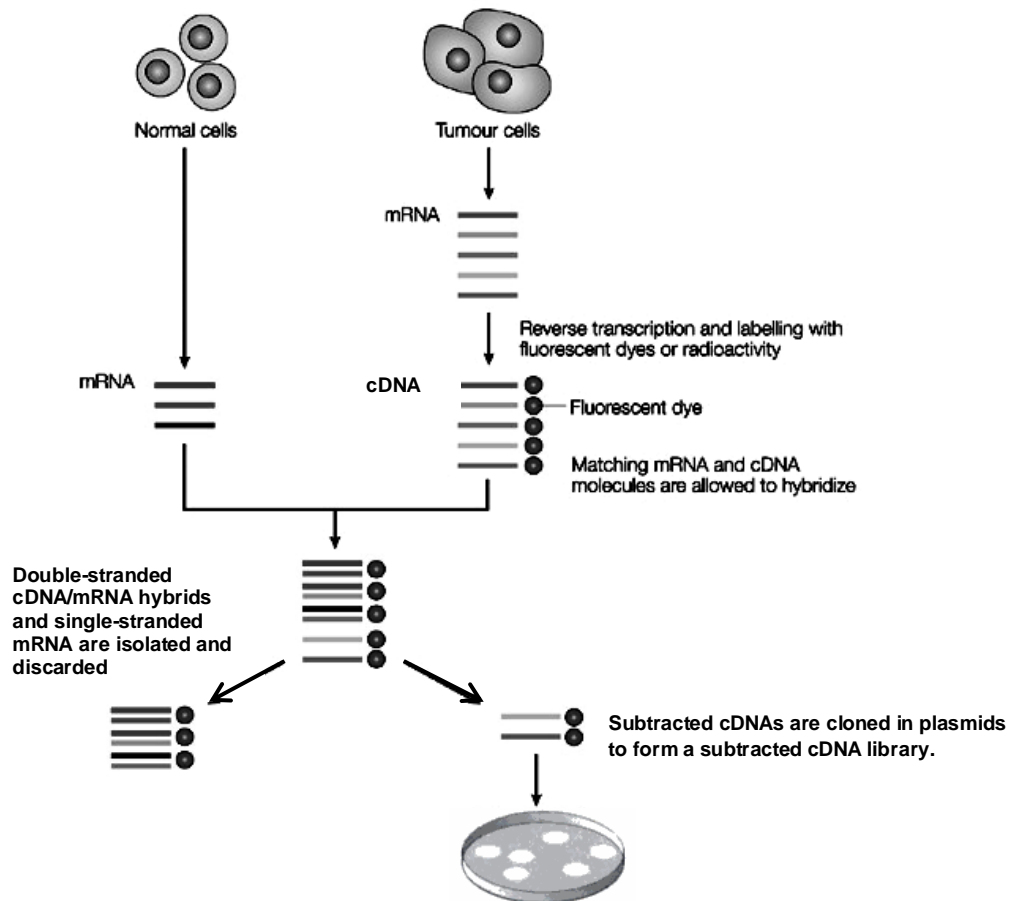 Normal cells
Tumour cells
mRNA
Reverse transcription and labelling with
fluorescent dyes or radioactivity
mRNA
cDNA
Fluorescent dye
Matching mRNA and cDNA
molecules are allowed to hybridize
Double-stranded
cDNA/mRNA hybrids
and single-stranded
mRNA are isolated and
discarded
Subtracted cDNAs are cloned in plasmids
to form a subtracted cDNA library.